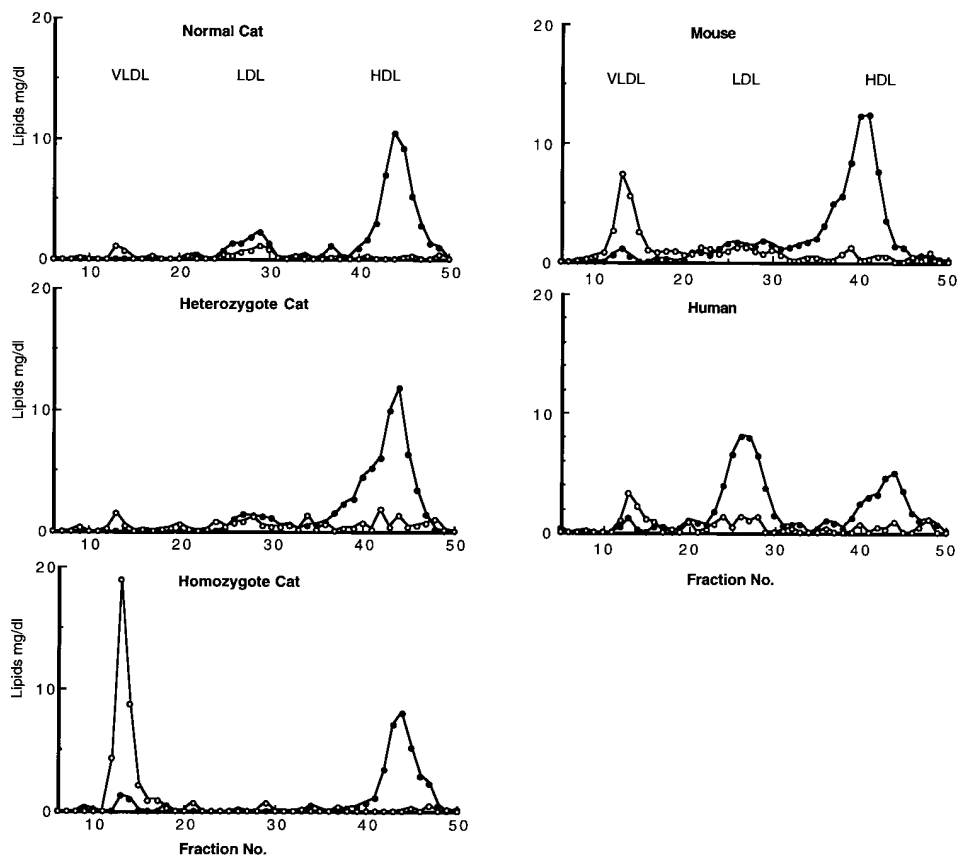 Normal Cat
VLDL LDL HDL
Lipids mg/dl
20
10
0
10 20 30 40 50
Mouse
VLDL LDL HDL
20
10
0
10 20 30 40 50
Heterozygote Cat
Lipids mg/dl
20
10
0
10 20 30 40 50
Human
20
10
0
10 20 30 40 50
Fraction No.
Homozygote Cat
Lipids mg/dl
20
10
0
10 20 30 40 50
Fraction No.